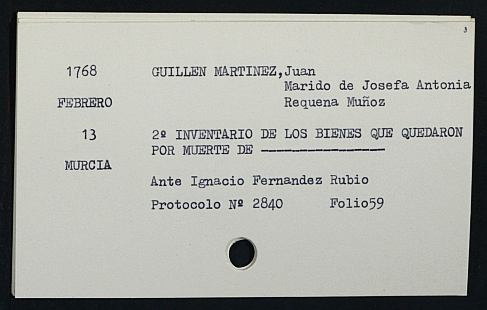 1768 GUILLEN MARTINEZ, Juan
Marido de Josefa Antonia
FEBRERO Requena Muñoz
13 2º INVENTARIO DE LOS BIENES QUE QUEDARON
POR MUERTE DE ————————
MURCIA
Ante Ignacio Fernandez Rubio
Protocolo Nº 2840 Folio59